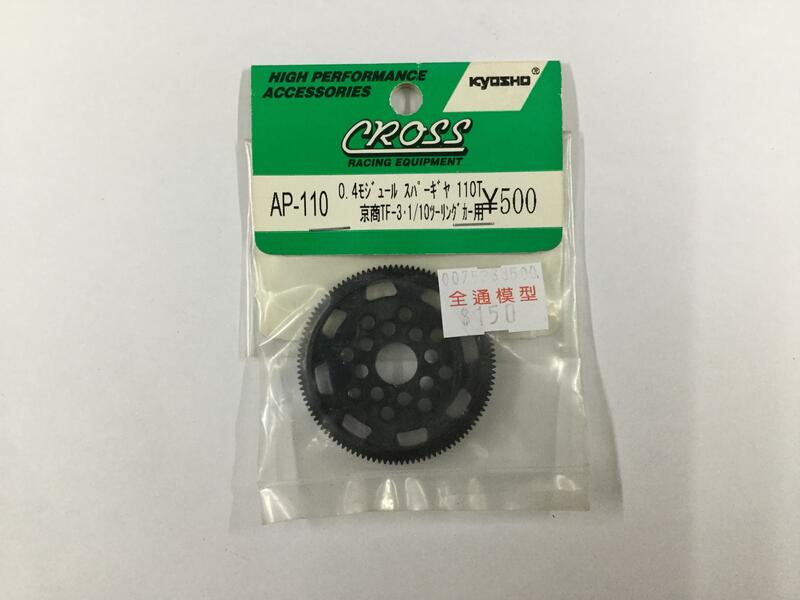 HIGH PERFORMANCE
ACCESSORIES
KYOSHO®
CROSS
RACING EQUIPMENT
AP-110
0.4ﾓｼﾞｭｰﾙ ｽﾊﾟｰｷﾞﾔ 110T
京商TF-3・1/10ﾂｰﾘﾝｸﾞｶｰ用
¥500
全通模型
$150